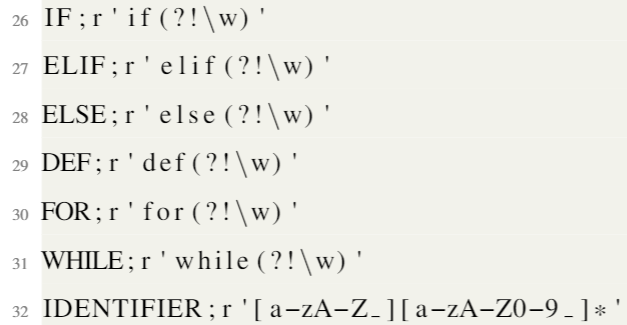 26 IF;r'if(?!\w)'
27 ELIF;r'elif(?!\w)'
28 ELSE;r'else(?!\w)'
29 DEF;r'def(?!\w)'
30 FOR;r'for(?!\w)'
31 WHILE;r'while(?!\w)'
32 IDENTIFIER;r'[a-zA-Z_][a-zA-Z0-9_]*'